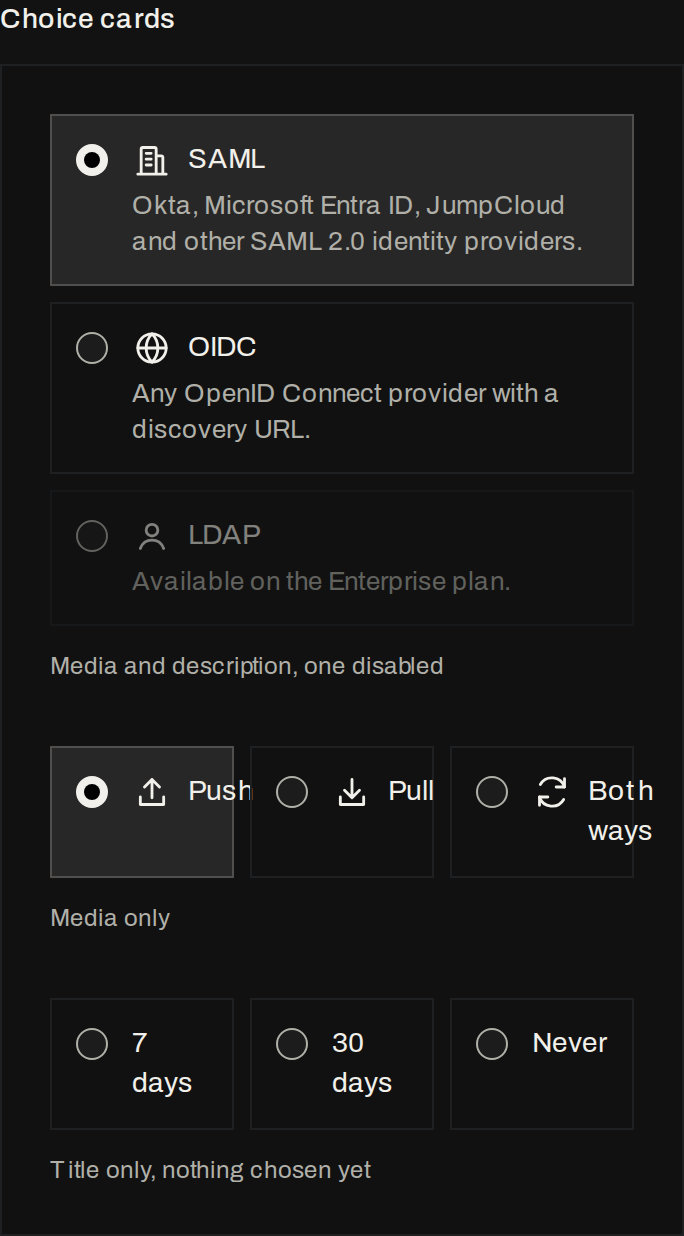 Choice cards
SAML
Okta, Microsoft Entra ID, JumpCloud
and other SAML 2.0 identity providers.
OIDC
Any OpenID Connect provider with a
discovery URL.
LDAP
Available on the Enterprise plan.
Media and description, one disabled
Push
Pull
Both
ways
Media only
7
days
30
days
Never
Title only, nothing chosen yet